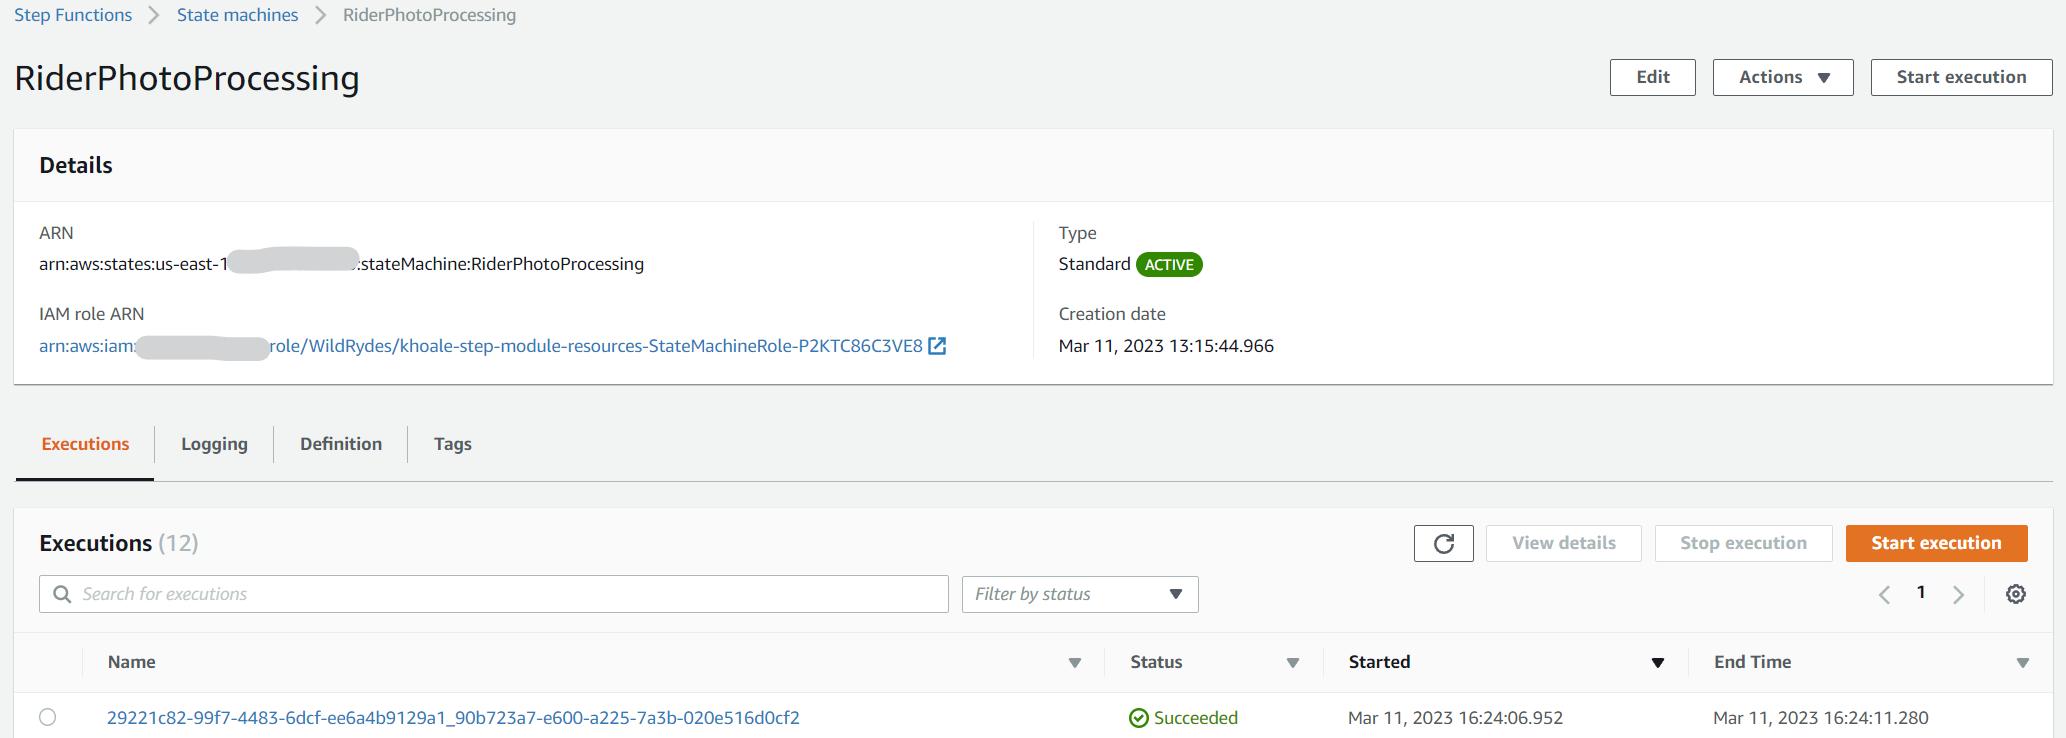 Step Functions > State machines > RiderPhotoProcessing
RiderPhotoProcessing
Edit
Actions
Start execution
Details
ARN
arn:aws:states:us-east-1 :stateMachine:RiderPhotoProcessing
Type
Standard ACTIVE
IAM role ARN
arn:aws:iam: role/WildRydes/khoale-step-module-resources-StateMachineRole-P2KTC86C3VE8
Creation date
Mar 11, 2023 13:15:44.966
Executions
Logging
Definition
Tags
Executions (12)
View details
Stop execution
Start execution
Search for executions
Filter by status
1
Name
Status
Started
End Time
29221c82-99f7-4483-6dcf-ee6a4b9129a1_90b723a7-e600-a225-7a3b-020e516d0cf2
Succeeded
Mar 11, 2023 16:24:06.952
Mar 11, 2023 16:24:11.280